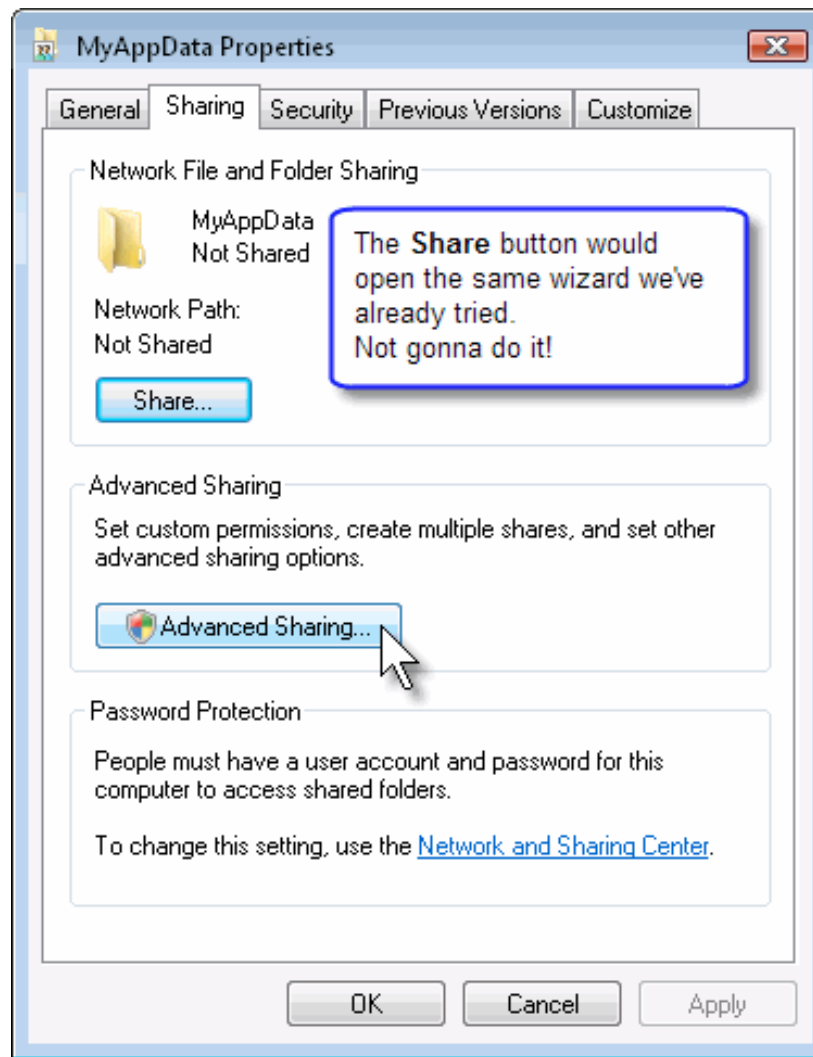 MyAppData Properties
General Sharing Security Previous Versions Customize
Network File and Folder Sharing
MyAppData
Not Shared
The Share button would
open the same wizard we've
already tried.
Not gonna do it!
Network Path:
Not Shared
Share...
Advanced Sharing
Set custom permissions, create multiple shares, and set other
advanced sharing options.
Advanced Sharing...
Password Protection
People must have a user account and password for this
computer to access shared folders.
To change this setting, use the Network and Sharing Center.
OK Cancel Apply